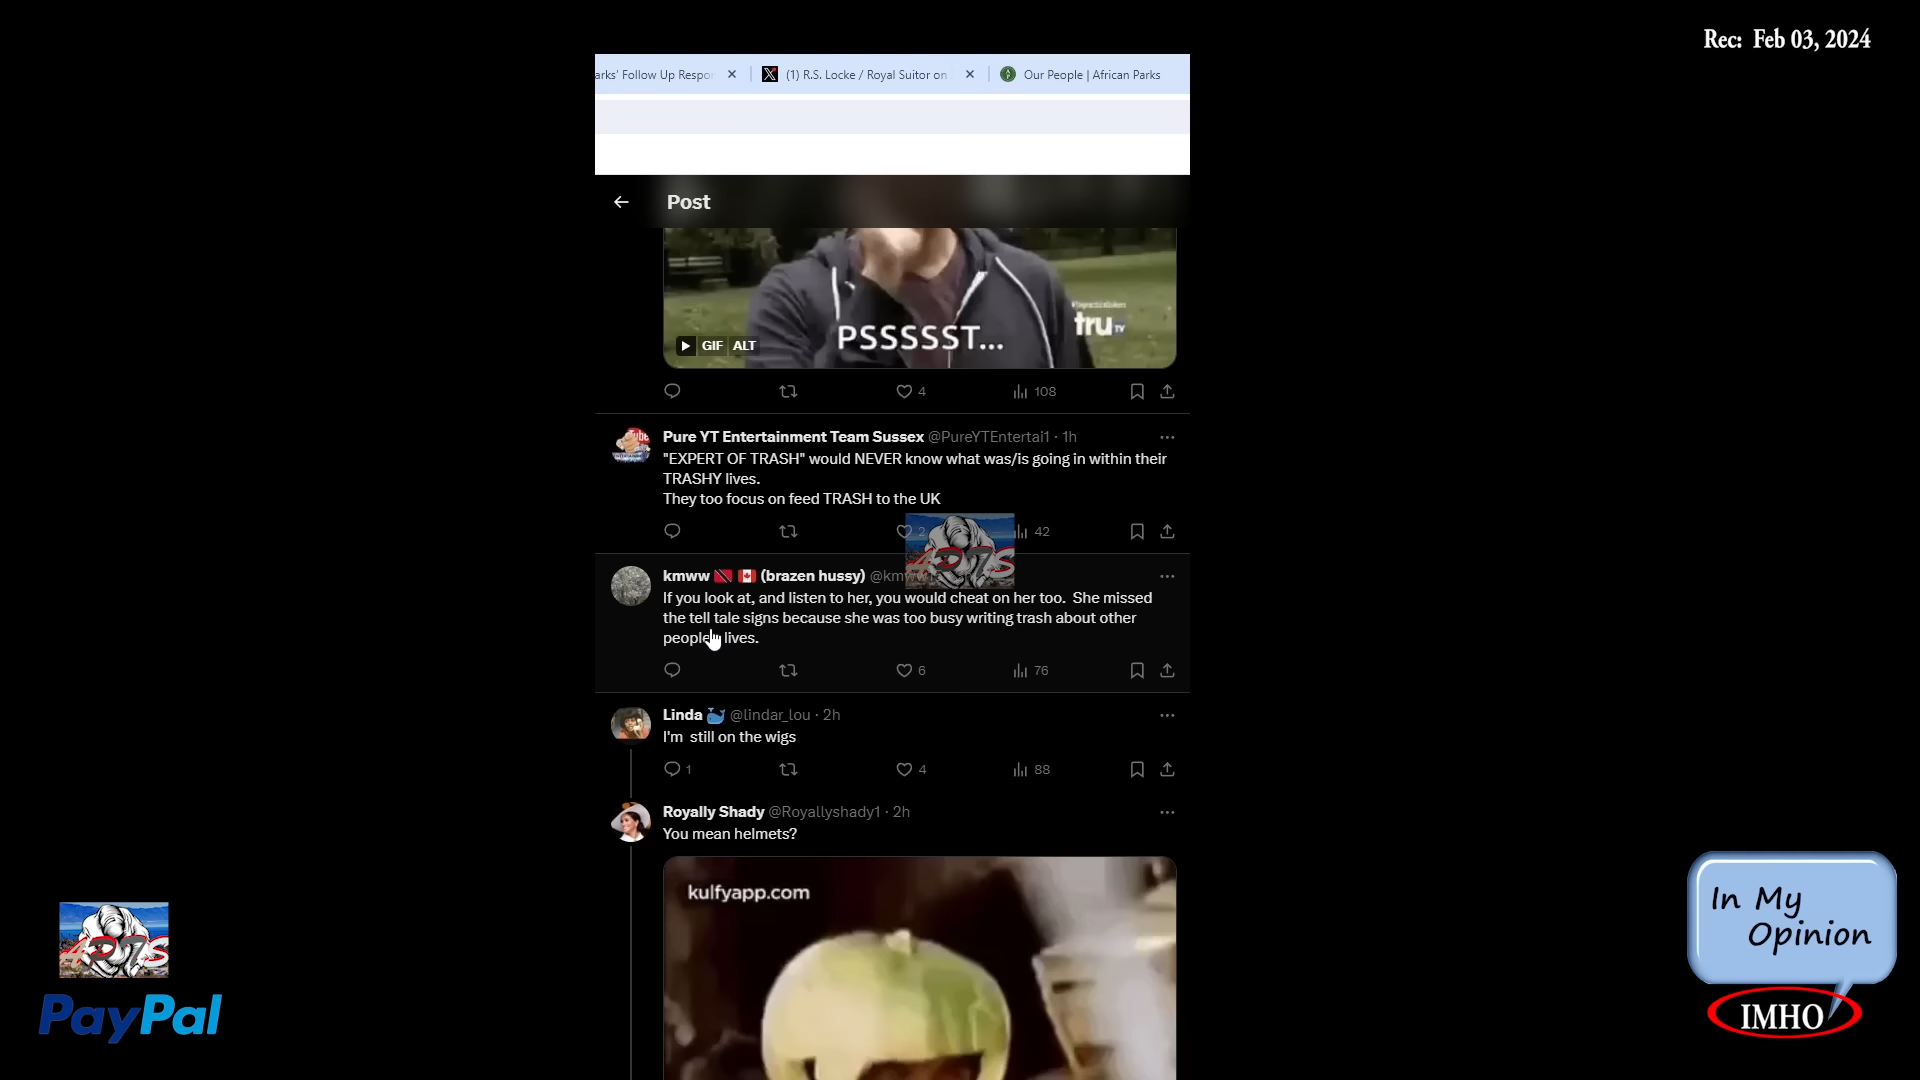 Rec: Feb 03, 2024
arks' Follow Up Respo
(1) R.S. Locke / Royal Suitor on
Our People | African Parks
Post
tru TV
PSSSSST...
GIF ALT
4
108
Pure YT Entertainment Team Sussex @PureYTEntertai1 · 1h
"EXPERT OF TRASH" would NEVER know what was/is going in within their
TRASHY lives.
They too focus on feed TRASH to the UK
2
42
kmww (brazen hussy)
If you look at, and listen to her, you would cheat on her too. She missed
the tell tale signs because she was too busy writing trash about other
people lives.
6
76
Linda @lindar_lou · 2h
I'm still on the wigs
1
4
88
Royally Shady @Royallyshady1 · 2h
You mean helmets?
kulfyapp.com
PayPal
In My
Opinion
IMHO